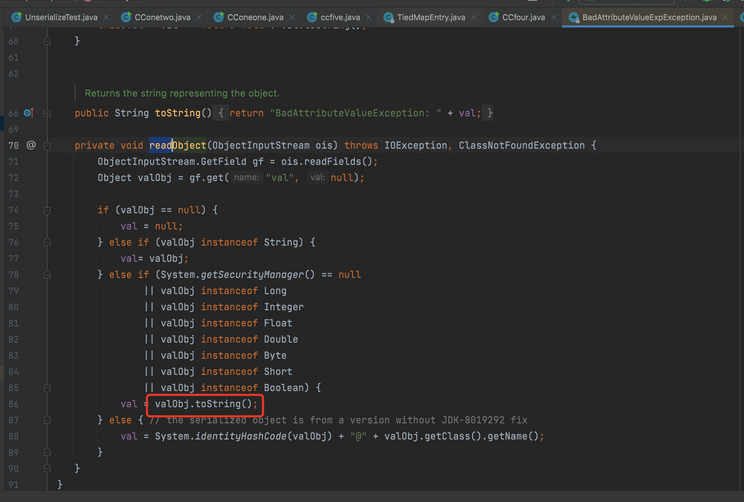 UnserializeTest.java
CConetwo.java
CConeone.java
ccfive.java
TiedMapEntry.java
CCfour.java
BadAttributeValueExpException.java
60 }
61
62
Returns the string representing the object.
66 public String toString() { return "BadAttributeValueException: " + val; }
69
70 @ private void readObject(ObjectInputStream ois) throws IOException, ClassNotFoundException {
71 ObjectInputStream.GetField gf = ois.readFields();
72 Object valObj = gf.get( name: "val", val: null);
73
74 if (valObj == null) {
75 val = null;
76 } else if (valObj instanceof String) {
77 val= valObj;
78 } else if (System.getSecurityManager() == null
79 || valObj instanceof Long
80 || valObj instanceof Integer
81 || valObj instanceof Float
82 || valObj instanceof Double
83 || valObj instanceof Byte
84 || valObj instanceof Short
85 || valObj instanceof Boolean) {
86 val = valObj.toString();
87 } else { // the serialized object is from a version without JDK-8019292 fix
88 val = System.identityHashCode(valObj) + "@" + valObj.getClass().getName();
89 }
90 }
91 }